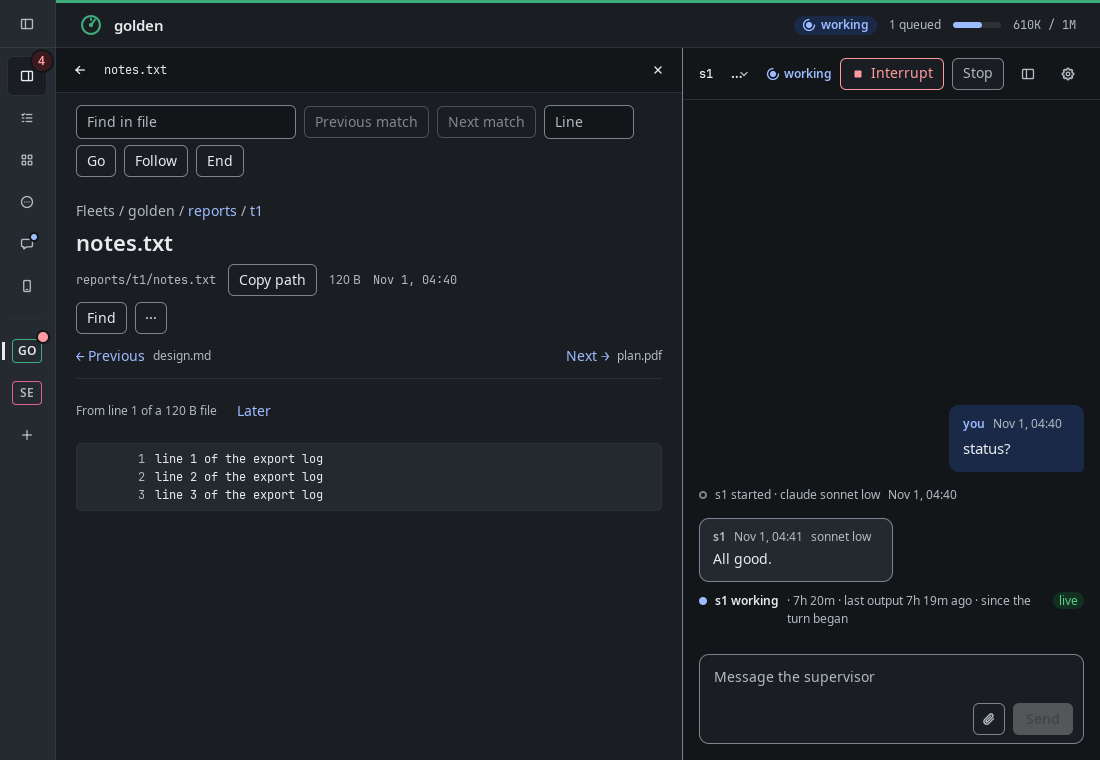 golden
working
1 queued
610K / 1M
4
GO
SE
notes.txt
Find in file
Previous match
Next match
Line
Go
Follow
End
Fleets / golden / reports / t1
notes.txt
reports/t1/notes.txt
Copy path
120 B
Nov 1, 04:40
Find
...
← Previous design.md
Next → plan.pdf
From line 1 of a 120 B file
Later
1 line 1 of the export log
2 line 2 of the export log
3 line 3 of the export log
s1
...
working
Interrupt
Stop
you Nov 1, 04:40
status?
s1 started · claude sonnet low Nov 1, 04:40
s1 Nov 1, 04:41 sonnet low
All good.
s1 working · 7h 20m · last output 7h 19m ago · since the
turn began
live
Message the supervisor
Send